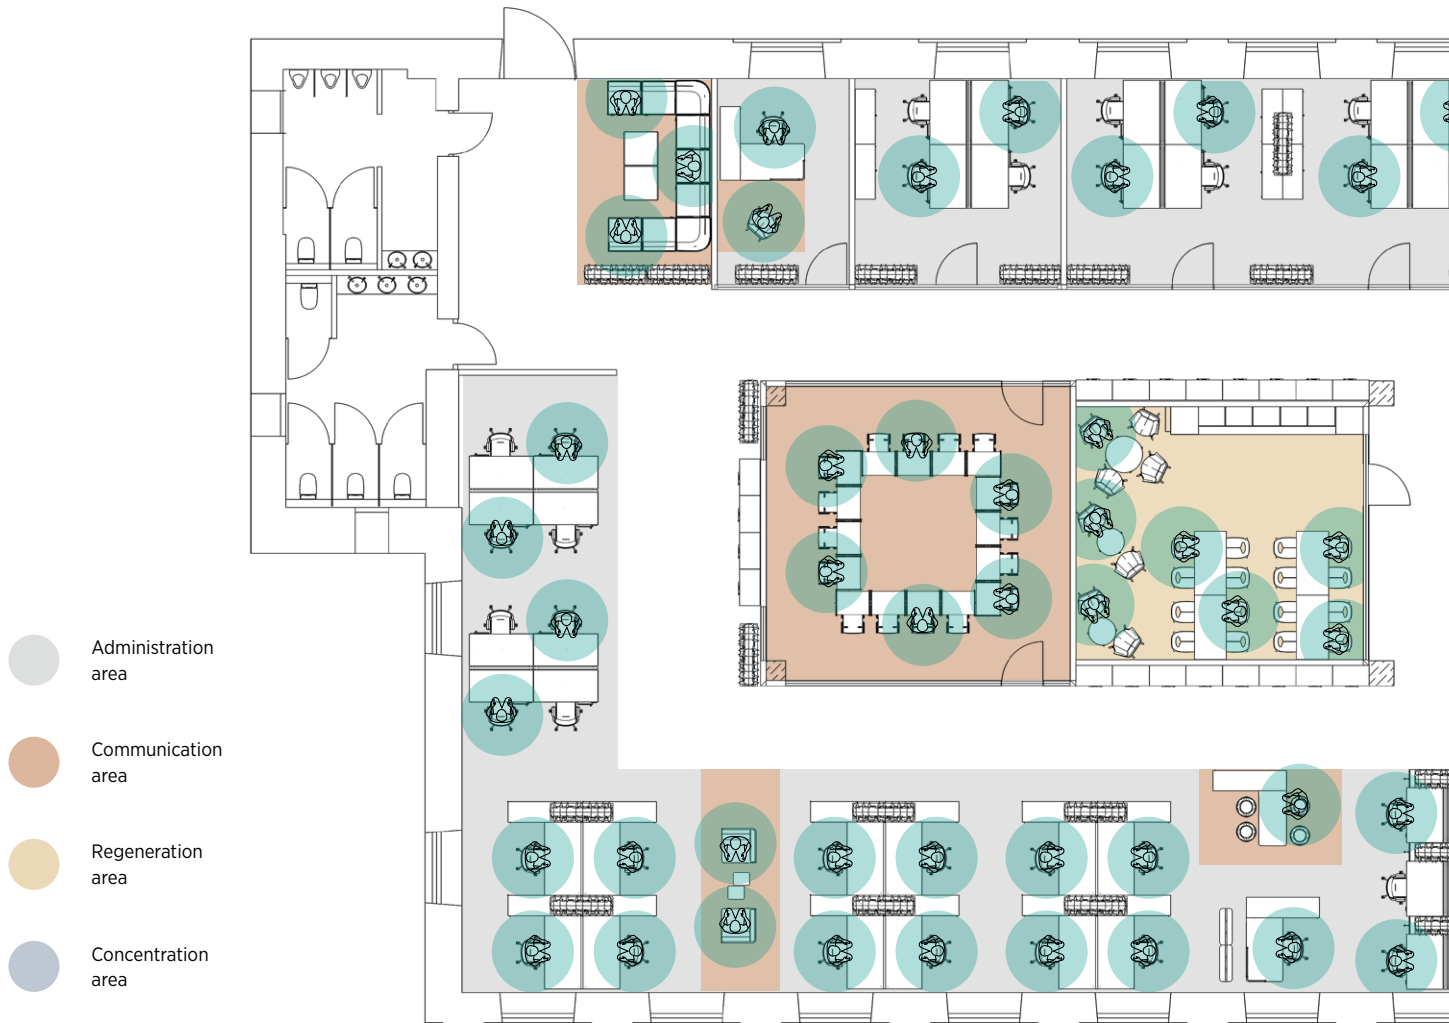 Administration
area
Communication
area
Regeneration
area
Concentration
area